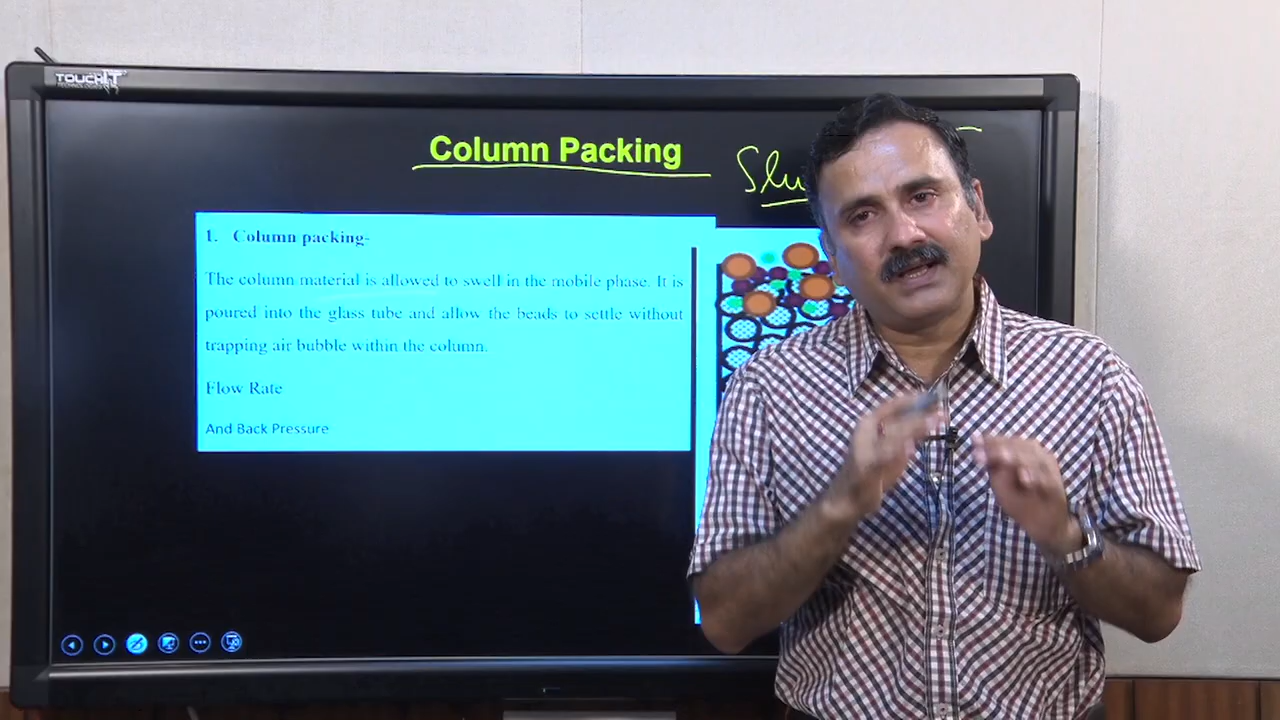 TOUCHIT
TECHNOLOGIES
Column Packing
1. Column packing-
The column material is allowed to swell in the mobile phase. It is
poured into the glass tube and allow the beads to settle without
trapping air bubble within the column.
Flow Rate
And Back Pressure